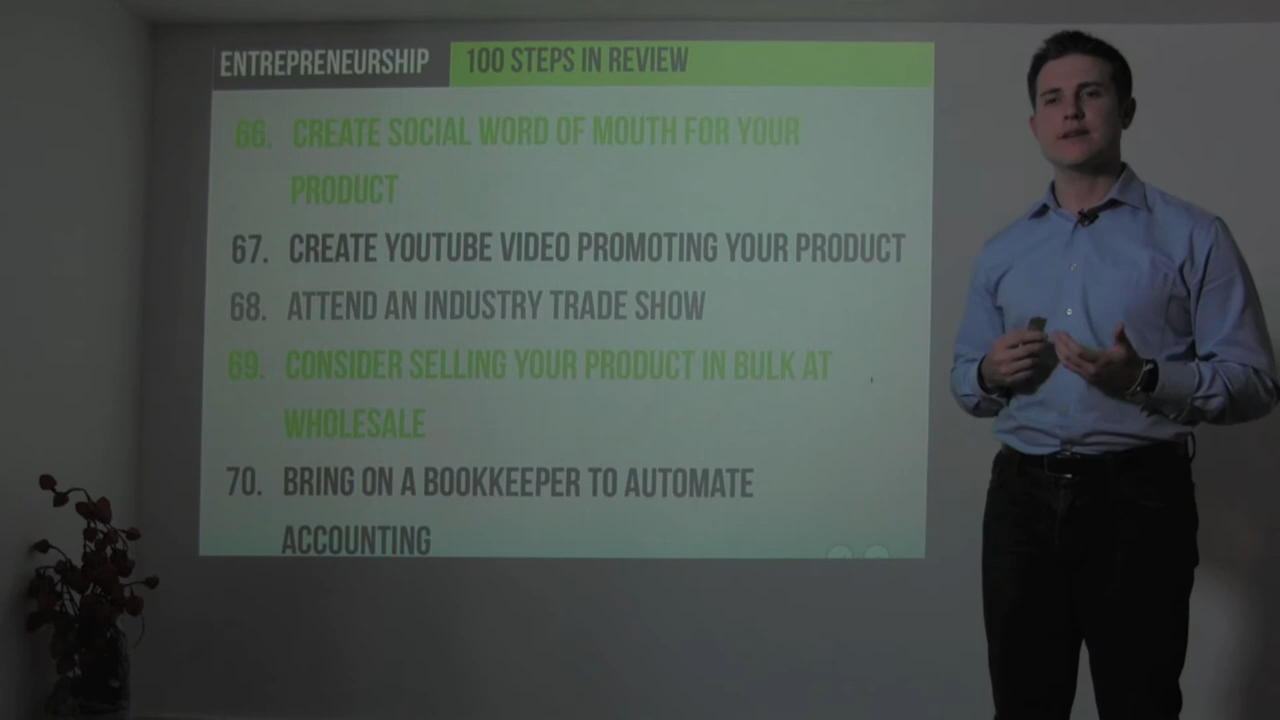 ENTREPRENEURSHIP 100 STEPS IN REVIEW
66. CREATE SOCIAL WORD OF MOUTH FOR YOUR
PRODUCT
67. CREATE YOUTUBE VIDEO PROMOTING YOUR PRODUCT
68. ATTEND AN INDUSTRY TRADE SHOW
69. CONSIDER SELLING YOUR PRODUCT IN BULK AT
WHOLESALE
70. BRING ON A BOOKKEEPER TO AUTOMATE
ACCOUNTING